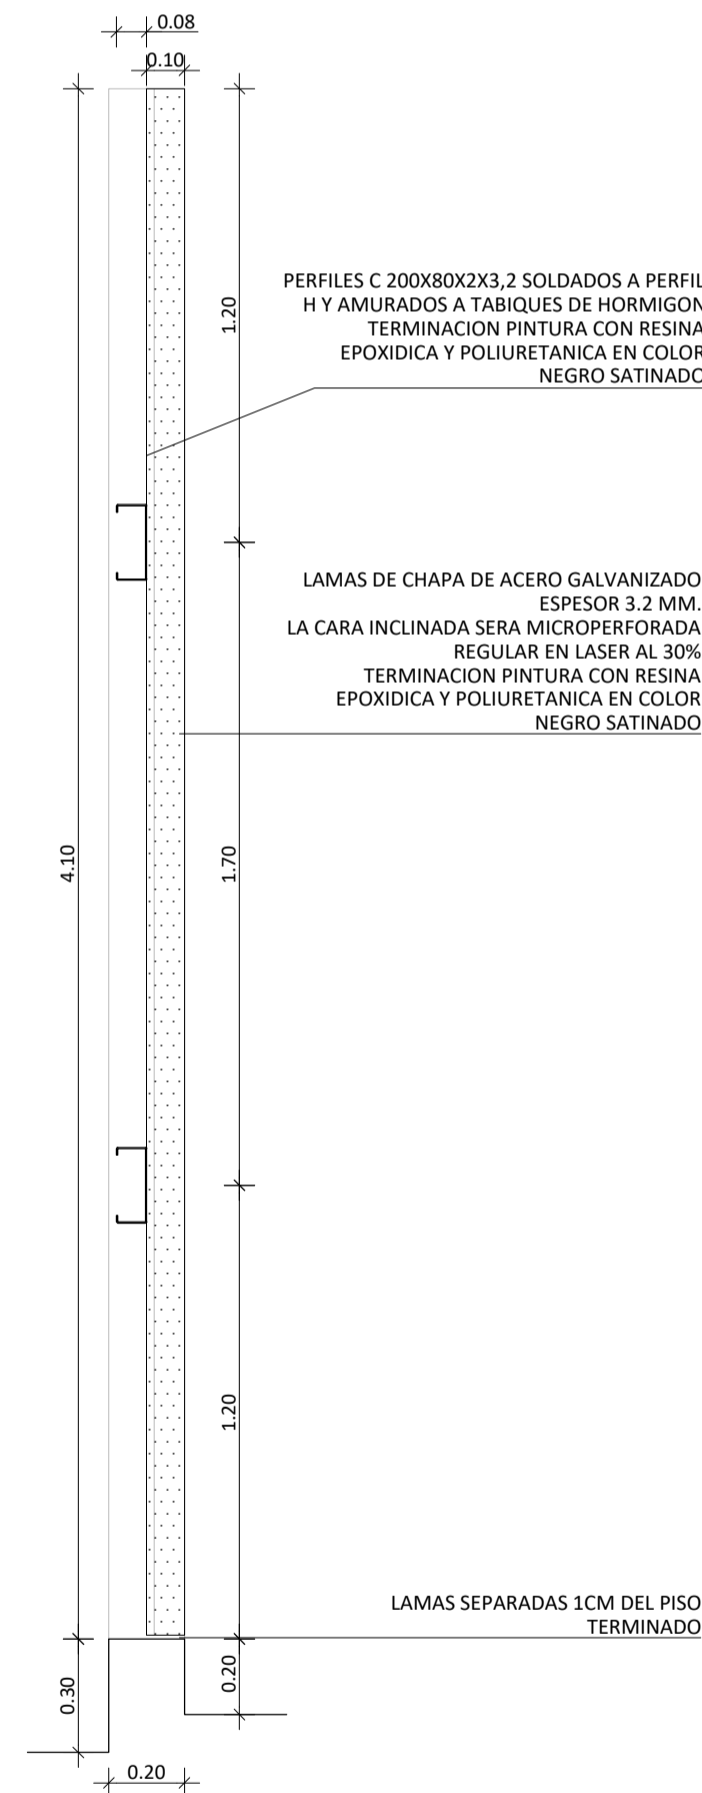 0.08
0.10
1.20
PERFILES C 200X80X2X3,2 SOLDADOS A PERFIL
H Y AMURADOS A TABIQUES DE HORMIGON
TERMINACION PINTURA CON RESINA
EPOXIDICA Y POLIURETANICA EN COLOR
NEGRO SATINADO
LAMAS DE CHAPA DE ACERO GALVANIZADO
ESPESOR 3.2 MM.
LA CARA INCLINADA SERA MICROPERFORADA
REGULAR EN LASER AL 30%
TERMINACION PINTURA CON RESINA
EPOXIDICA Y POLIURETANICA EN COLOR
NEGRO SATINADO
4.10
1.70
1.20
LAMAS SEPARADAS 1CM DEL PISO
TERMINADO
0.30
0.20
0.20